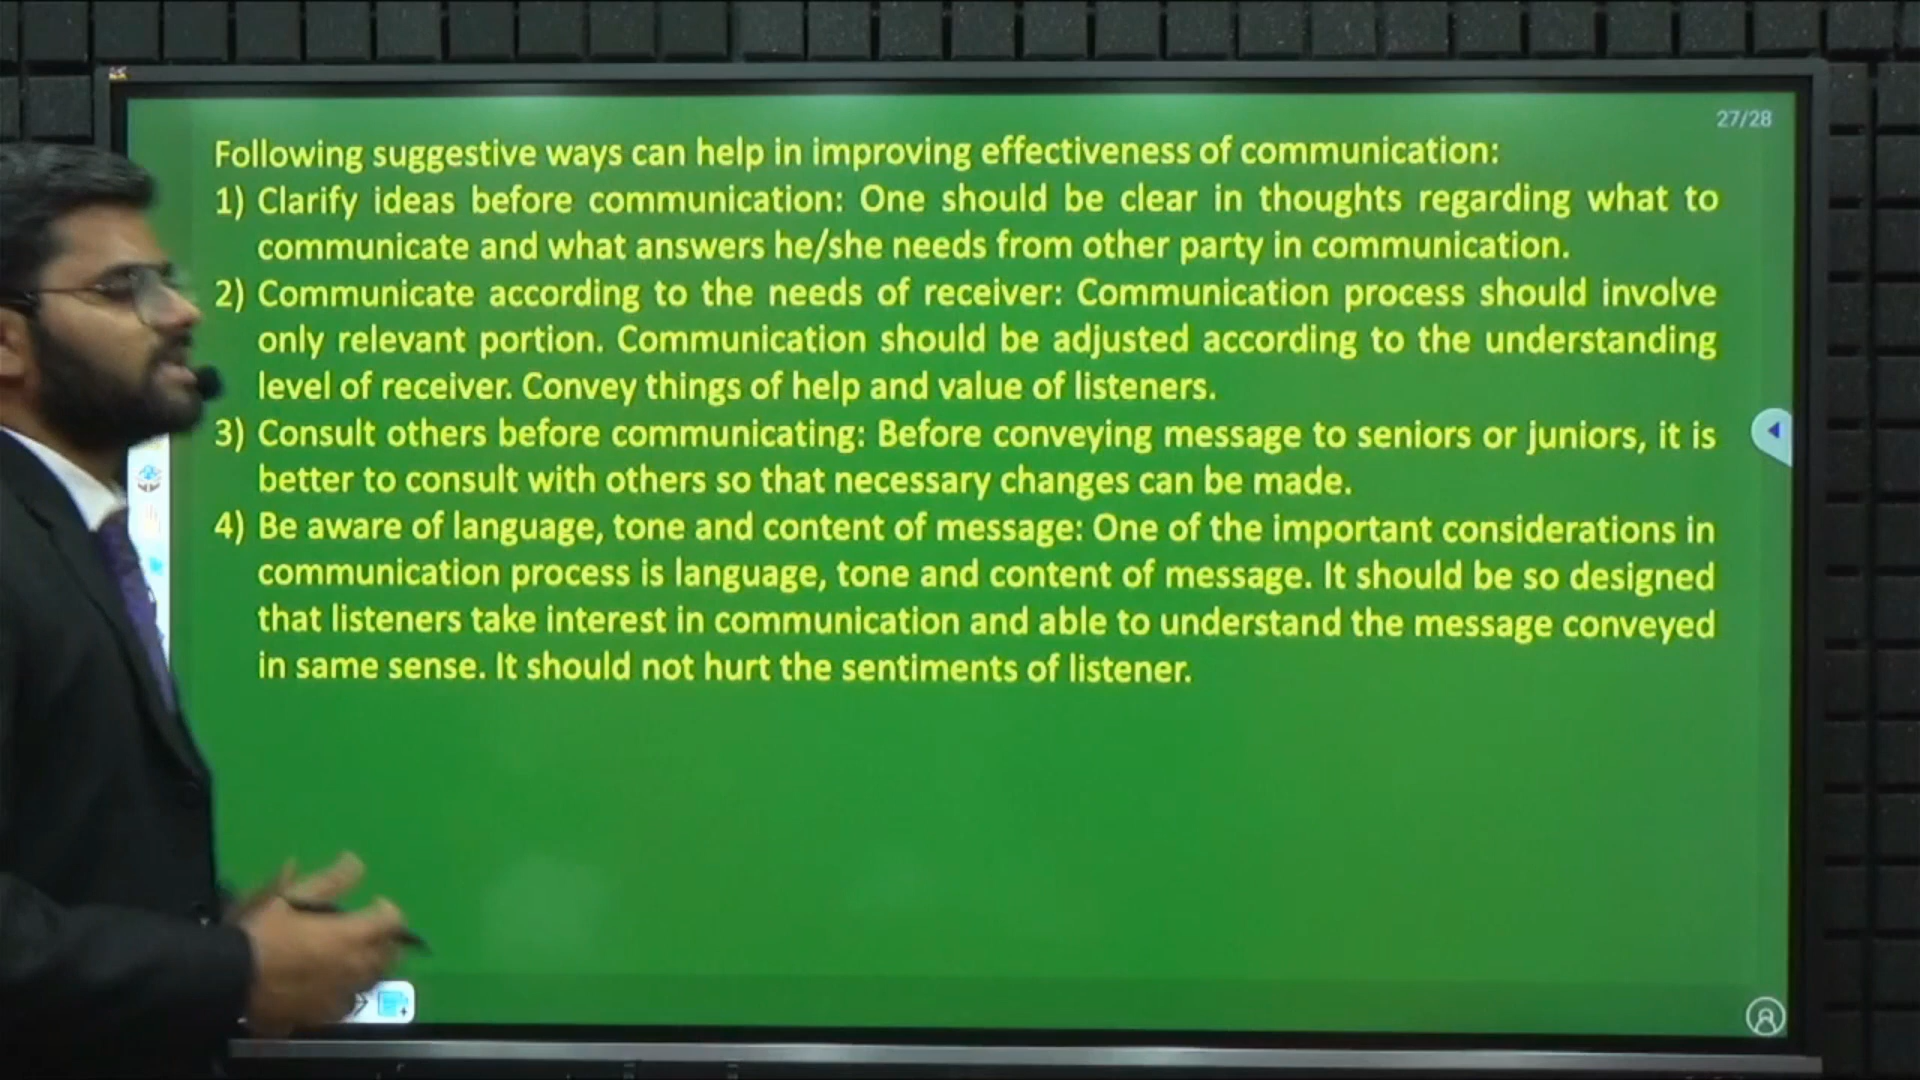 27/28
Following suggestive ways can help in improving effectiveness of communication:
1) Clarify ideas before communication: One should be clear in thoughts regarding what to
communicate and what answers he/she needs from other party in communication.
2) Communicate according to the needs of receiver: Communication process should involve
only relevant portion. Communication should be adjusted according to the understanding
level of receiver. Convey things of help and value of listeners.
3) Consult others before communicating: Before conveying message to seniors or juniors, it is
better to consult with others so that necessary changes can be made.
4) Be aware of language, tone and content of message: One of the important considerations in
communication process is language, tone and content of message. It should be so designed
that listeners take interest in communication and able to understand the message conveyed
in same sense. It should not hurt the sentiments of listener.